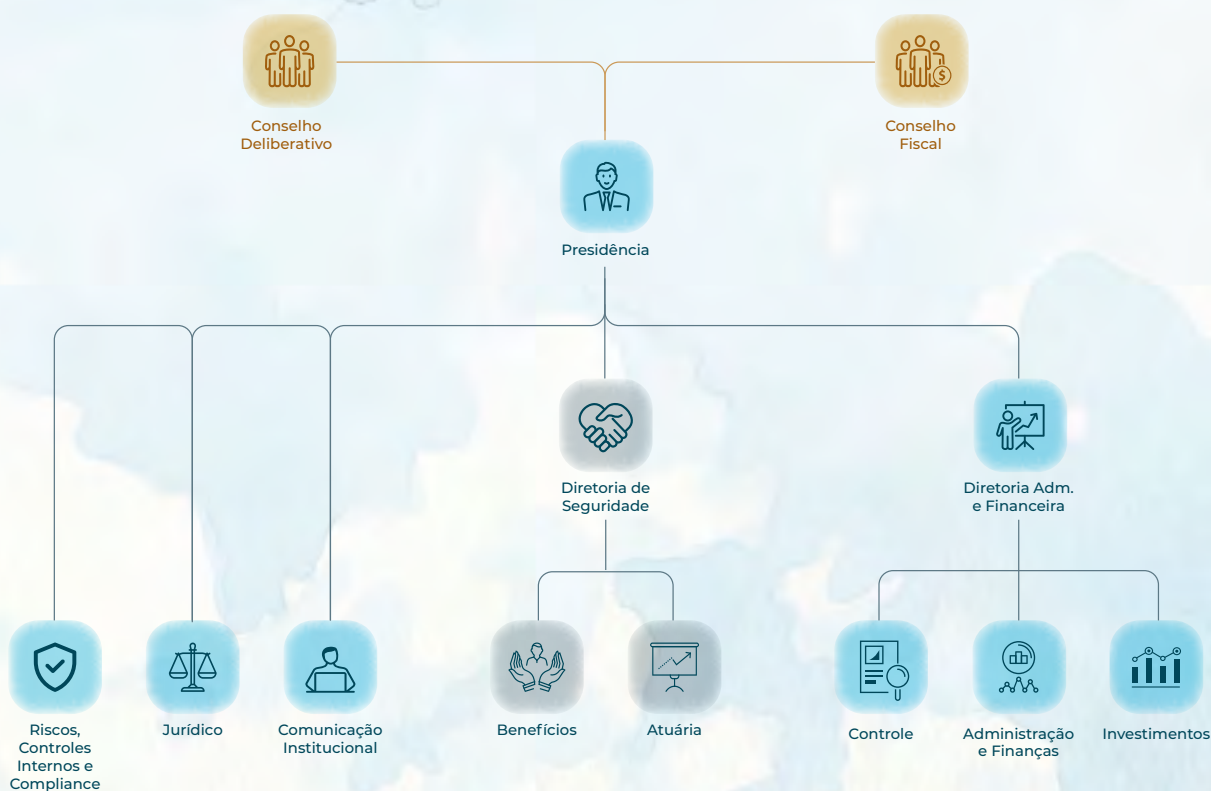 Conselho
Deliberativo
Conselho
Fiscal
$
Presidência
Diretoria de
Seguridade
Diretoria Adm.
e Financeira
Riscos,
Controles
Internos e
Compliance
Jurídico
Comunicação
Institucional
Benefícios
Atuária
Controle
Administração
e Finanças
Investimentos